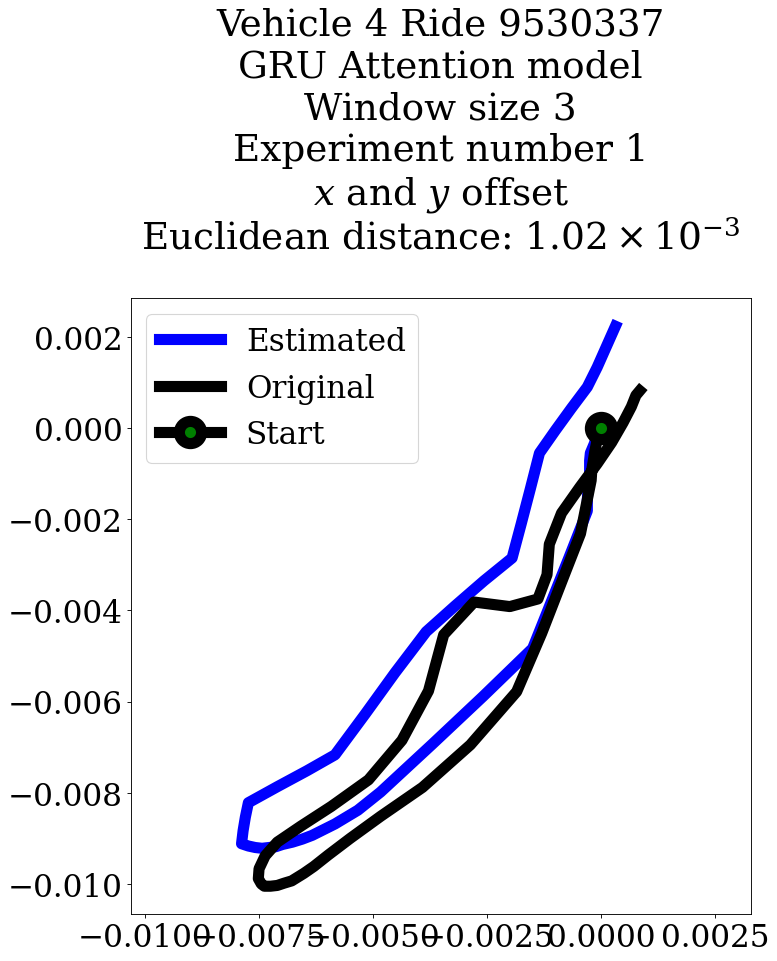 Vehicle 4 Ride 9530337
GRU Attention model
Window size 3
Experiment number 1
x and y offset
Euclidean distance: 1.02 × 10⁻³
Estimated
Original
Start
0.002
0.000
−0.002
−0.004
−0.006
−0.008
−0.010
−0.0100 −0.0075 −0.0050 −0.0025 0.0000 0.0025